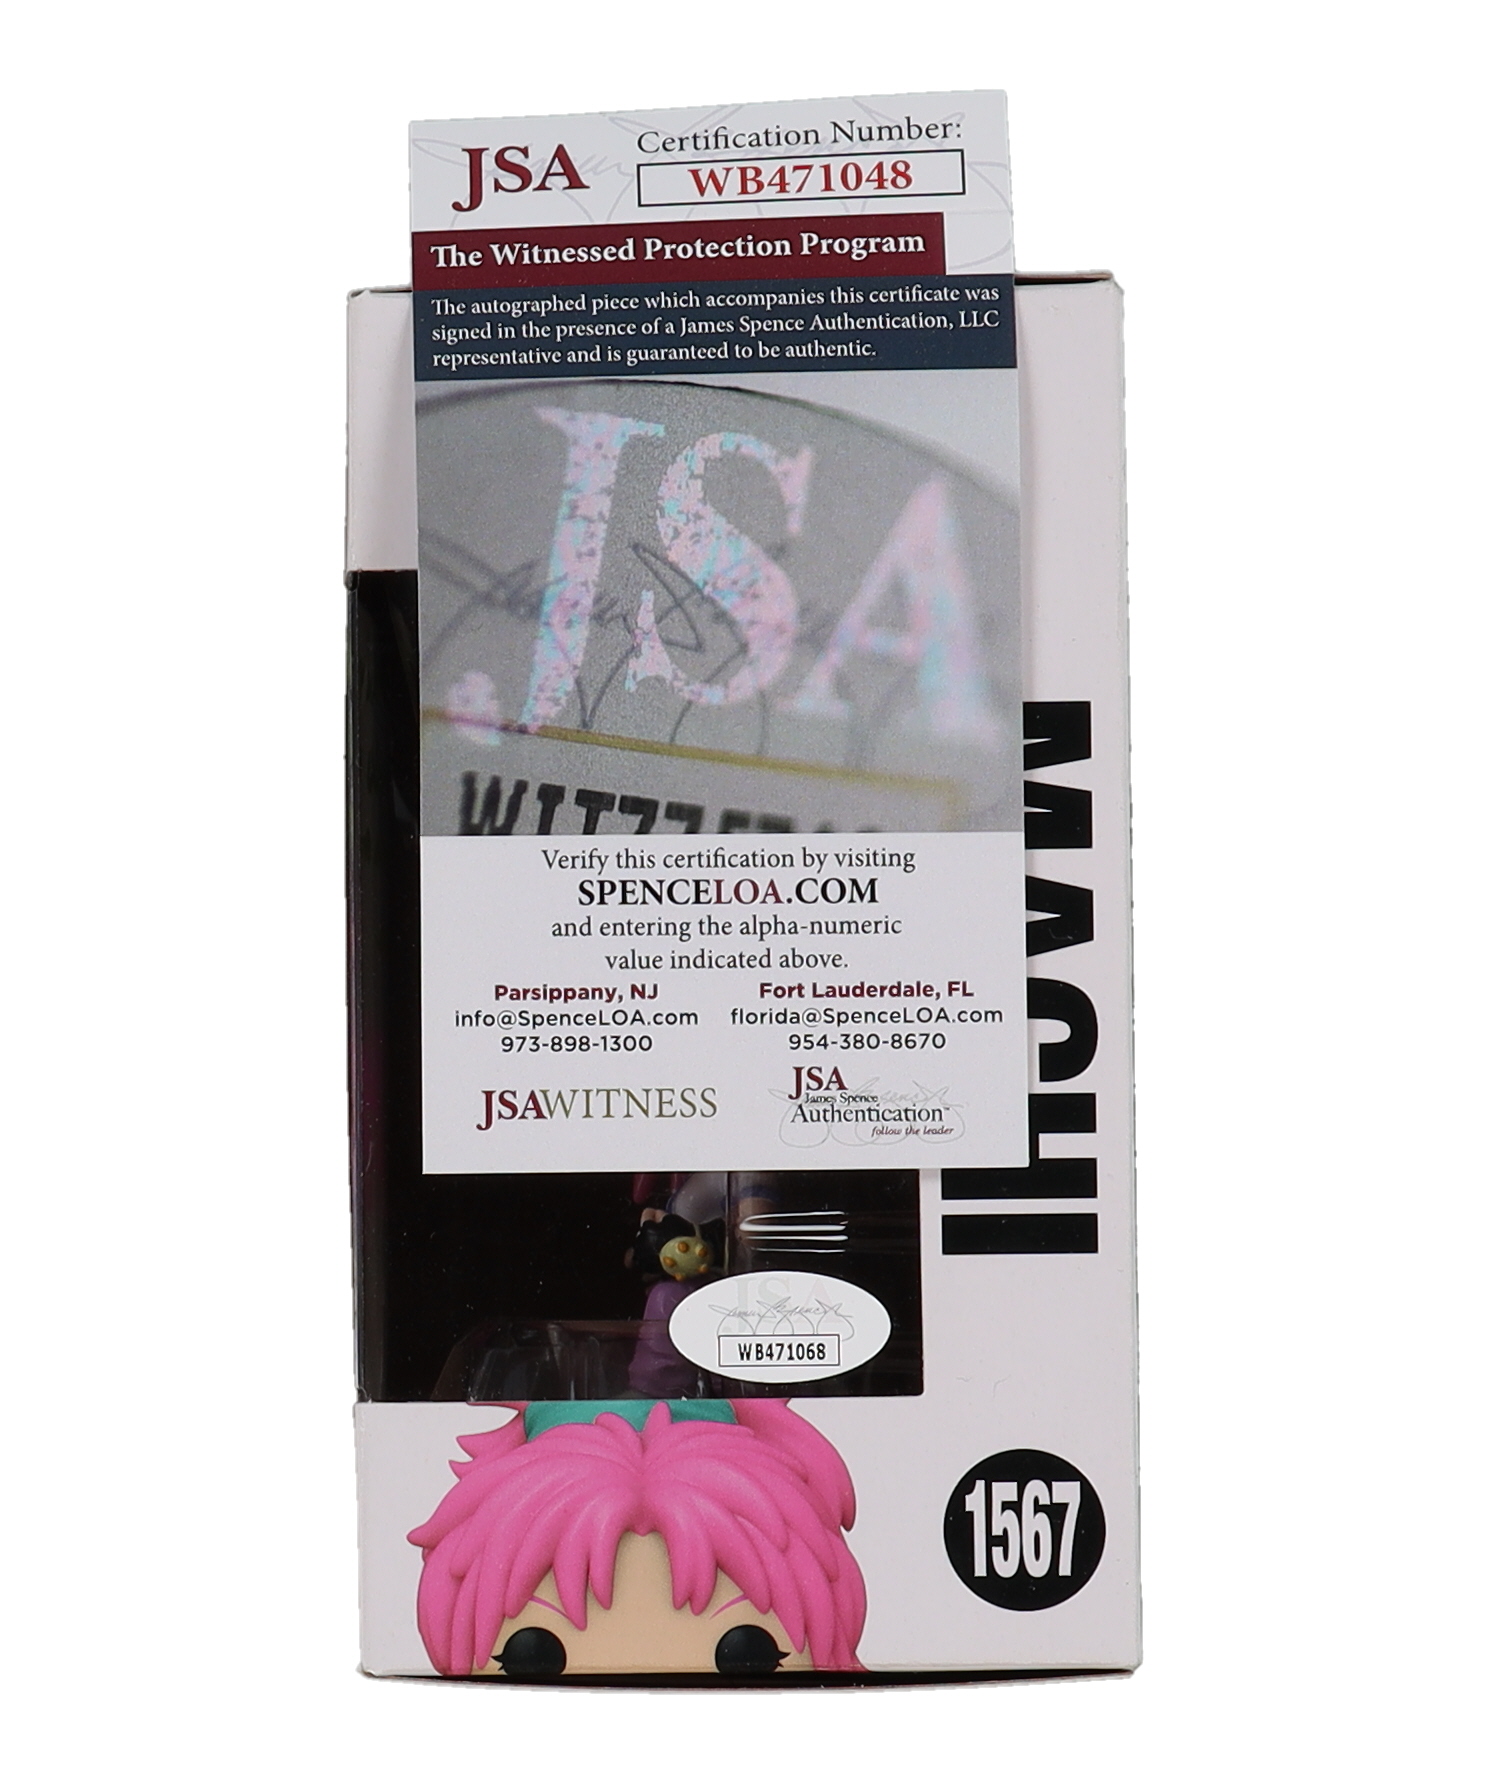 JSA
Certification Number:
WB471048
The Witnessed Protection Program
The autographed piece which accompanies this certificate was
signed in the presence of a James Spence Authentication, LLC
representative and is guaranteed to be authentic.
JSA
Verify this certification by visiting
SPENCELOA.COM
and entering the alpha-numeric
value indicated above.
Parsippany, NJ
info@SpenceLOA.com
973-898-1300
Fort Lauderdale, FL
florida@SpenceLOA.com
954-380-8670
JSAWITNESS
JSA
James Spence
Authentication™
follow the leader
MACHI
JSA
WB471068
1567